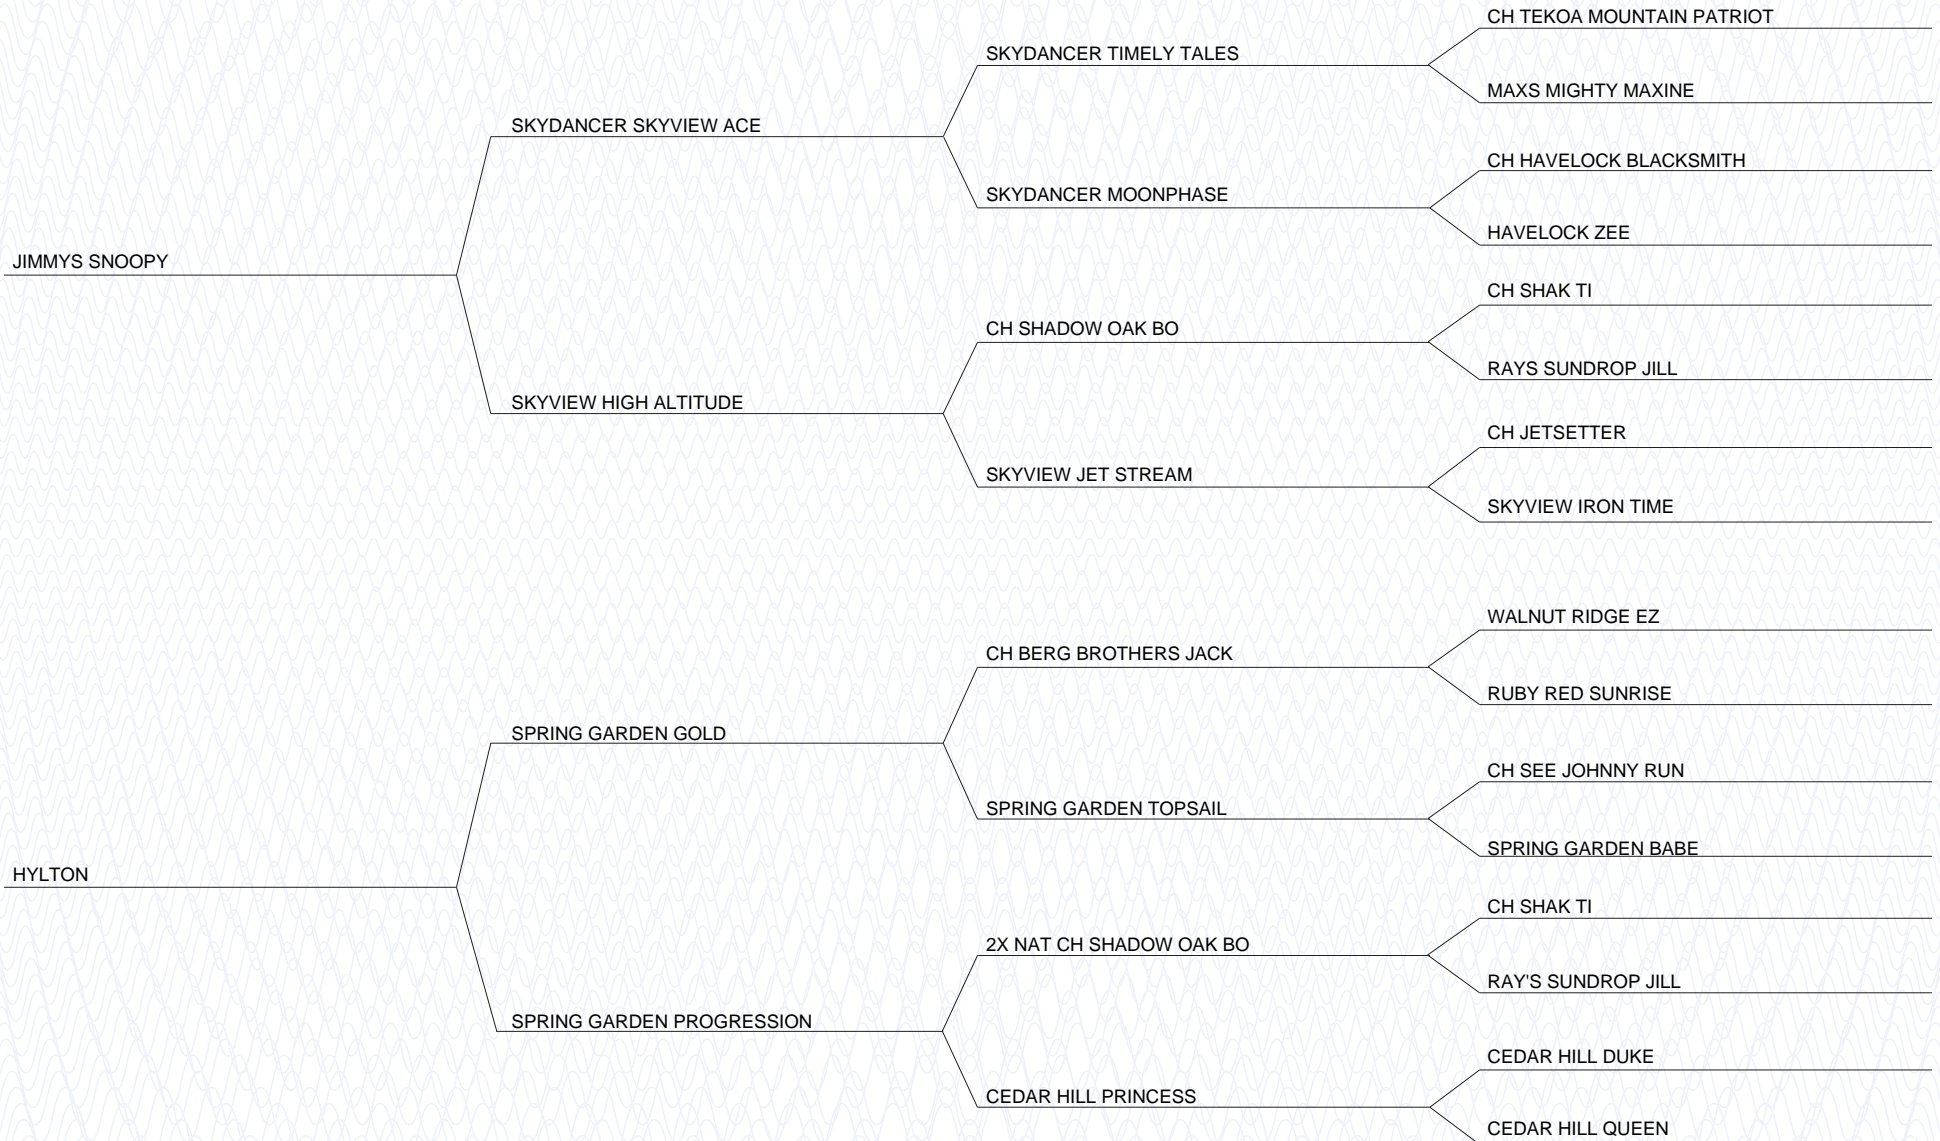 CH TEKOA MOUNTAIN PATRIOT
SKYDANCER TIMELY TALES
MAXS MIGHTY MAXINE
SKYDANCER SKYVIEW ACE
CH HAVELOCK BLACKSMITH
SKYDANCER MOONPHASE
HAVELOCK ZEE
JIMMYS SNOOPY
CH SHAK TI
CH SHADOW OAK BO
RAYS SUNDROP JILL
SKYVIEW HIGH ALTITUDE
CH JETSETTER
SKYVIEW JET STREAM
SKYVIEW IRON TIME
WALNUT RIDGE EZ
CH BERG BROTHERS JACK
RUBY RED SUNRISE
SPRING GARDEN GOLD
CH SEE JOHNNY RUN
SPRING GARDEN TOPSAIL
SPRING GARDEN BABE
HYLTON
CH SHAK TI
2X NAT CH SHADOW OAK BO
RAY'S SUNDROP JILL
SPRING GARDEN PROGRESSION
CEDAR HILL DUKE
CEDAR HILL PRINCESS
CEDAR HILL QUEEN